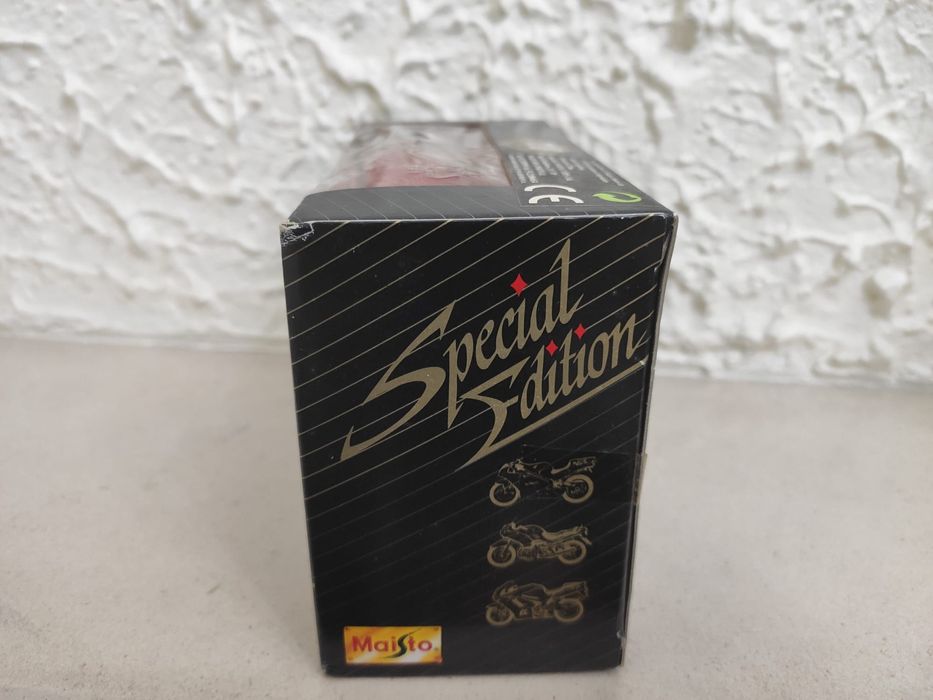 CE
Special
Edition
Maisto